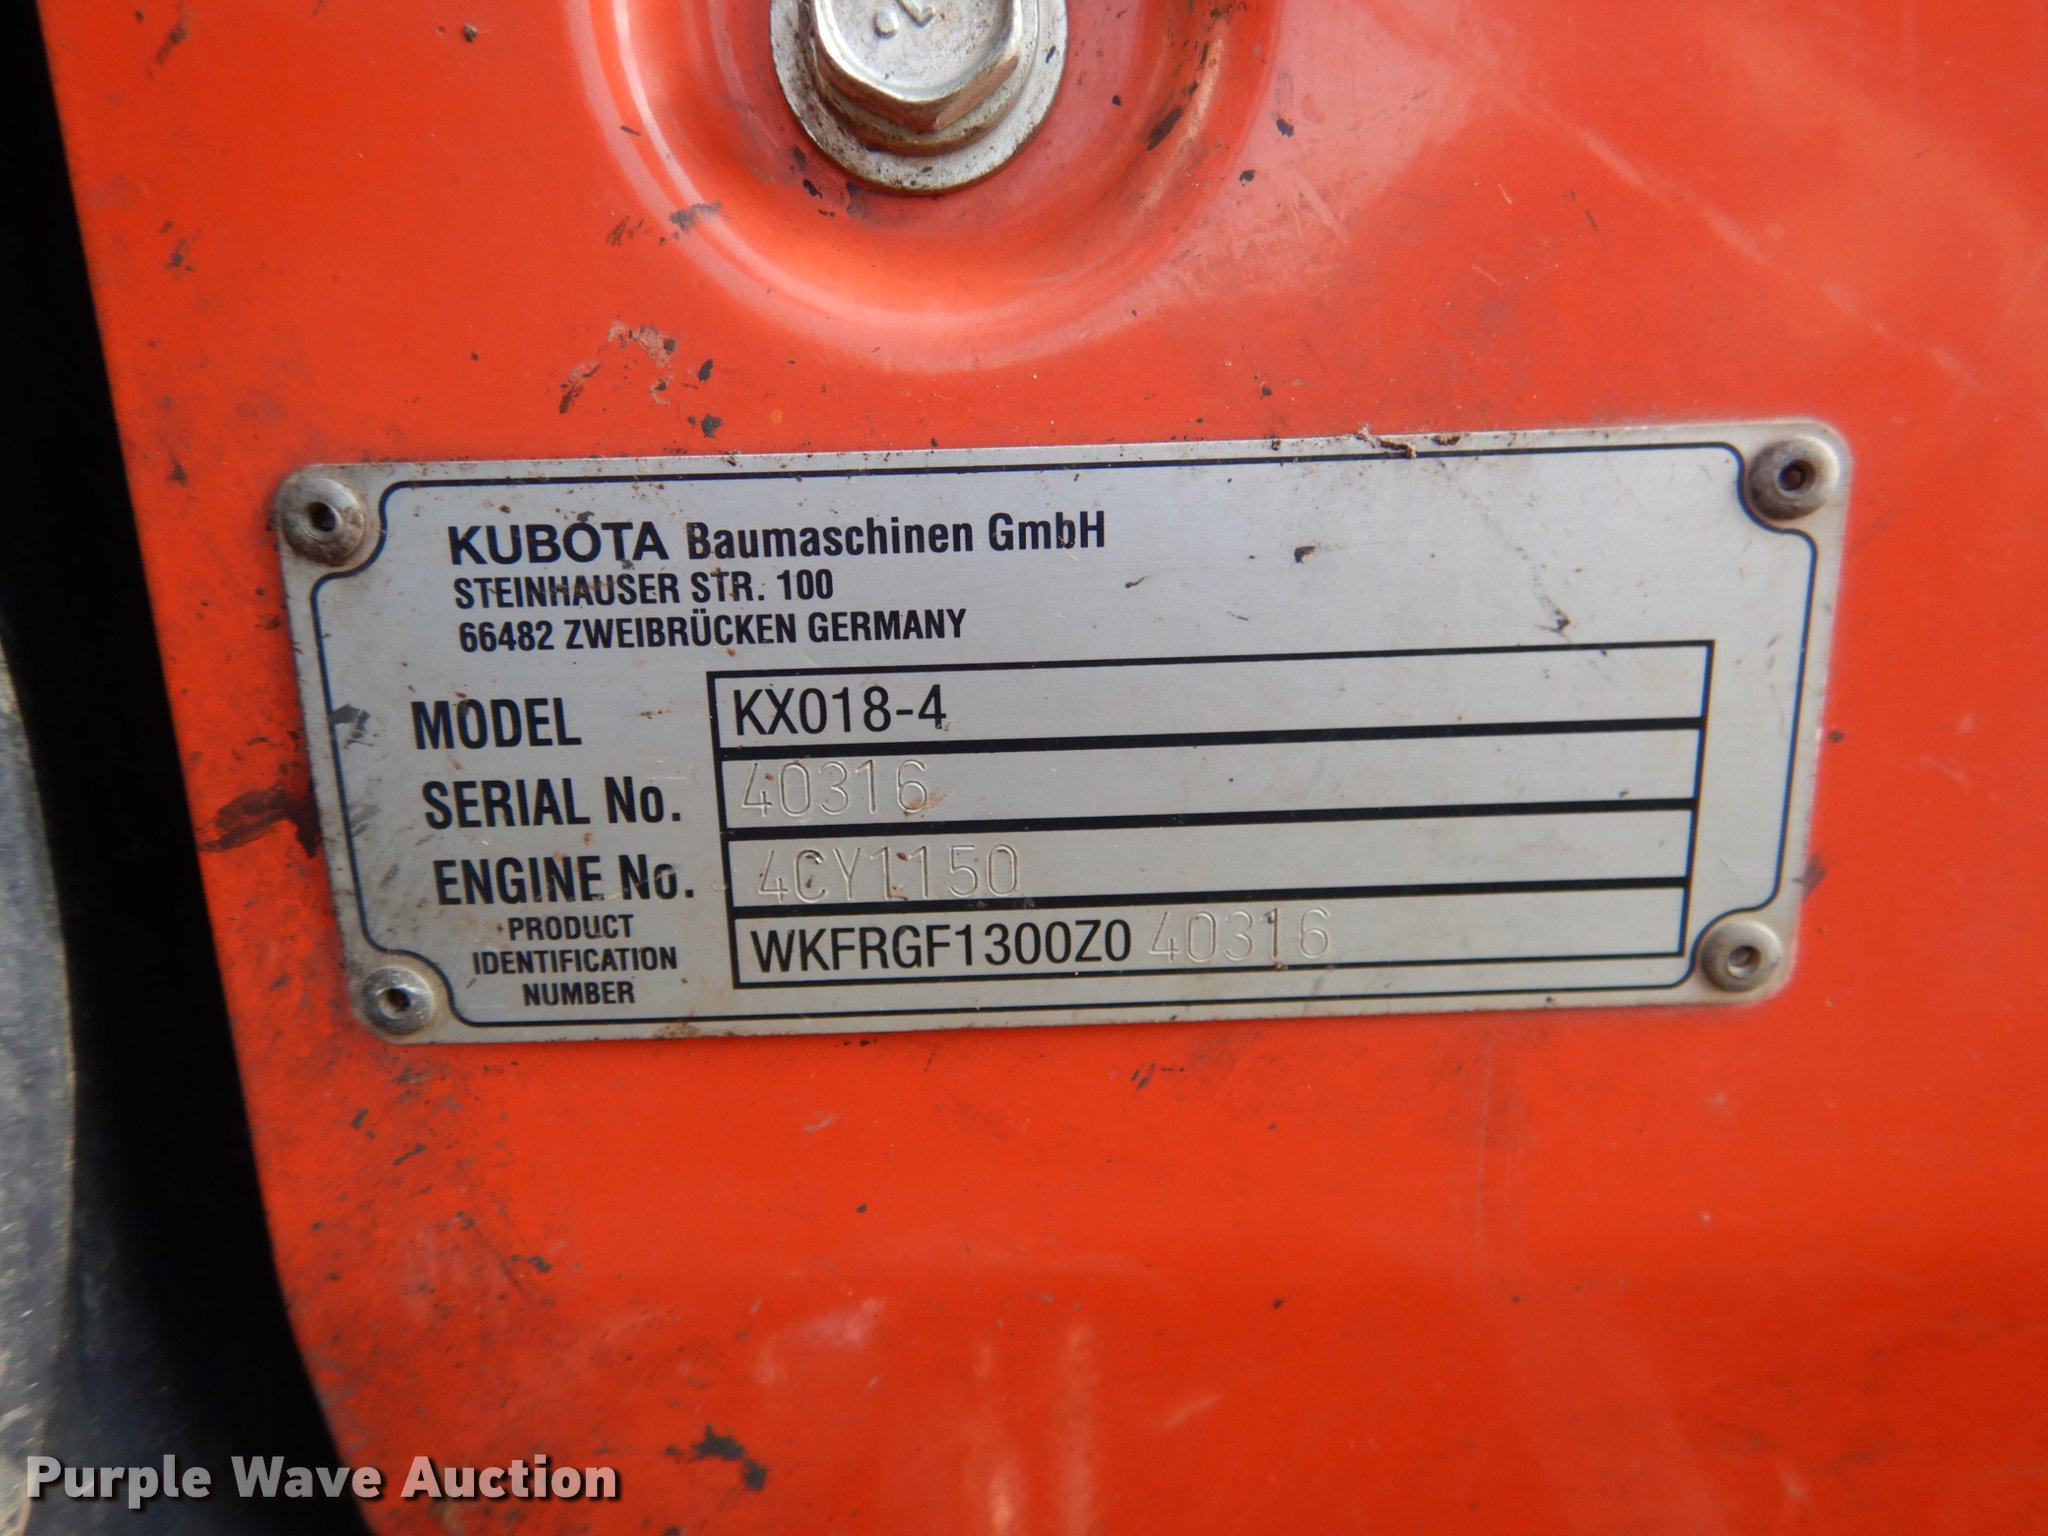 KUBOTA Baumaschinen GmbH
STEINHAUSER STR. 100
66482 ZWEIBRÜCKEN GERMANY
MODEL KX018-4
SERIAL No. 40316
ENGINE No. 4CY1150
PRODUCT IDENTIFICATION NUMBER WKFRGF1300Z0 40316
Purple Wave Auction